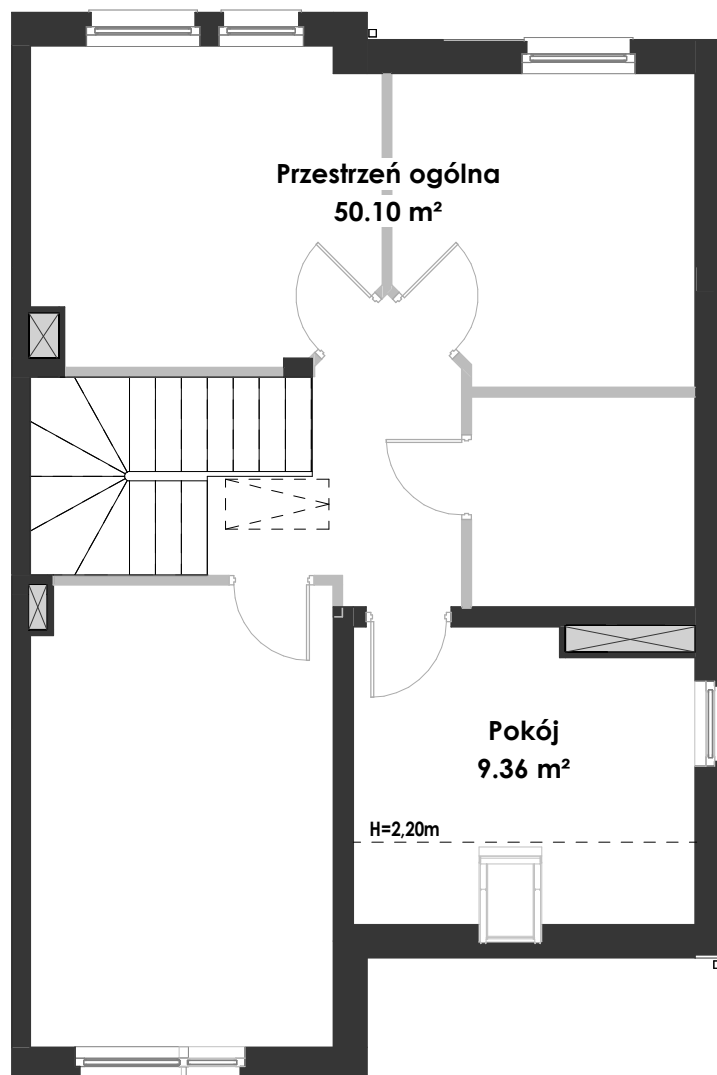 Przestrzeń ogólna
50.10 m²
Pokój
9.36 m²
H=2,20m